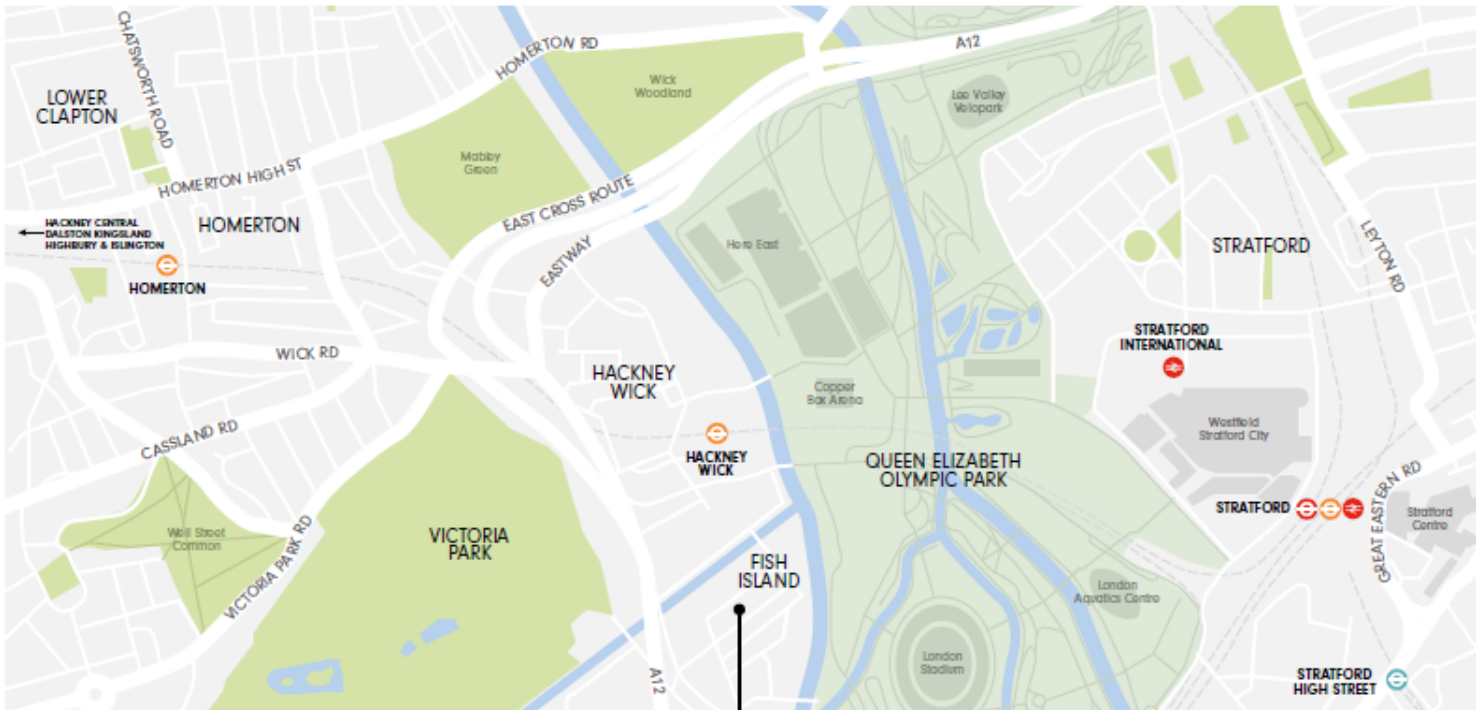 CHATSWORTH ROAD
HOMERTON RD
A12
LOWER
CLAPTON
Wick
Woodland
Lee Valley
Velopark
Mabley
Green
HOMERTON HIGH ST
EAST CROSS ROUTE
HACKNEY CENTRAL
DALSTON KINGSLAND
HIGHBURY & ISLINGTON
HOMERTON
HOMERTON
EASTWAY
Here East
STRATFORD
LEYTON RD
WICK RD
STRATFORD
INTERNATIONAL
HACKNEY
WICK
Copper
Box Arena
CASSLAND RD
HACKNEY
WICK
QUEEN ELIZABETH
OLYMPIC PARK
Westfield
Stratford City
STRATFORD
GREAT EASTERN RD
Stratford
Centre
Well Street
Common
VICTORIA PARK RD
VICTORIA
PARK
FISH
ISLAND
London
Aquatics Centre
A12
London
Stadium
STRATFORD
HIGH STREET